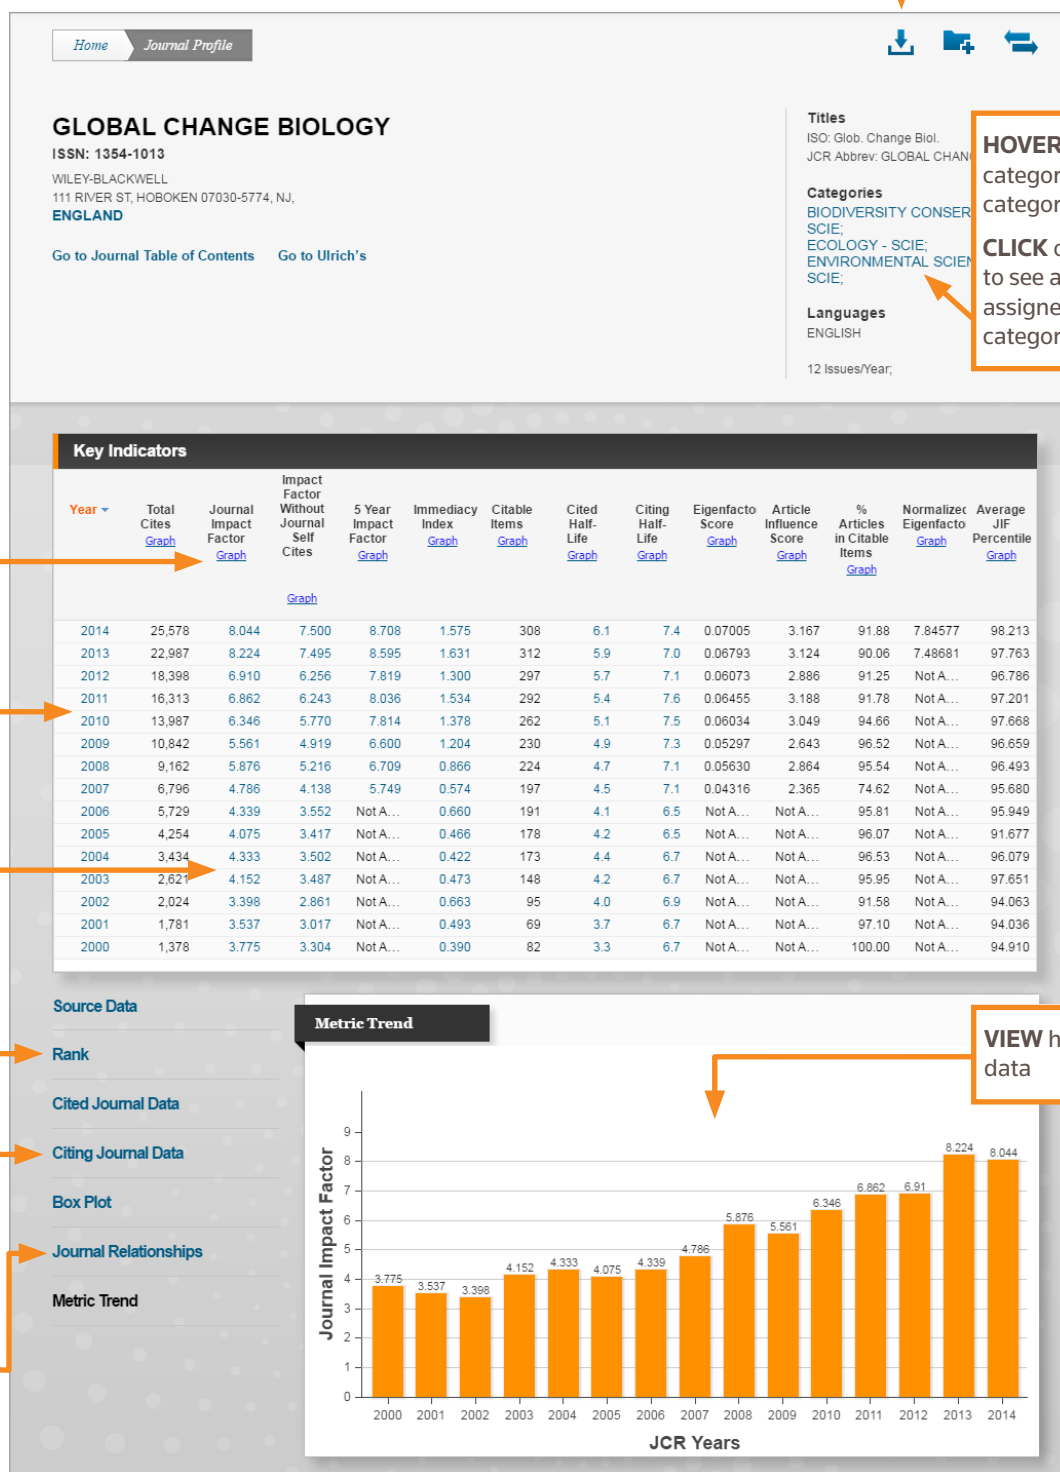 Home
Journal Profile
GLOBAL CHANGE BIOLOGY
ISSN: 1354-1013
WILEY-BLACKWELL
111 RIVER ST, HOBOKEN 07030-5774, NJ,
ENGLAND
Go to Journal Table of Contents Go to Ulrich's
Titles
ISO: Glob. Change Biol.
JCR Abbrev: GLOBAL CHAN
Categories
BIODIVERSITY CONSER
SCIE;
ECOLOGY - SCIE;
ENVIRONMENTAL SCIEN
SCIE;
Languages
ENGLISH
12 Issues/Year;
HOVER
categor
categor
CLICK
to see a
assigne
categor
Key Indicators
Year Total Cites Graph Journal Impact Factor Graph Impact Factor Without Journal Self Cites Graph 5 Year Impact Factor Graph Immediacy Index Graph Citable Items Graph Cited Half-Life Graph Citing Half-Life Graph Eigenfacto Score Graph Article Influence Score Graph % Articles in Citable Items Graph Normalized Eigenfacto Graph Average JIF Percentile Graph
2014 25,578 8.044 7.500 8.708 1.575 308 6.1 7.4 0.07005 3.167 91.88 7.84577 98.213
2013 22,987 8.224 7.495 8.595 1.631 312 5.9 7.0 0.06793 3.124 90.06 7.48681 97.763
2012 18,398 6.910 6.256 7.819 1.300 297 5.7 7.1 0.06073 2.886 91.25 Not A... 96.786
2011 16,313 6.862 6.243 8.036 1.534 292 5.4 7.6 0.06455 3.188 91.78 Not A... 97.201
2010 13,987 6.346 5.770 7.814 1.378 262 5.1 7.5 0.06034 3.049 94.66 Not A... 97.668
2009 10,842 5.561 4.919 6.600 1.204 230 4.9 7.3 0.05297 2.643 96.52 Not A... 96.659
2008 9,162 5.876 5.216 6.709 0.866 224 4.7 7.1 0.05630 2.864 95.54 Not A... 96.493
2007 6,796 4.786 4.138 5.749 0.574 197 4.5 7.1 0.04316 2.365 74.62 Not A... 95.680
2006 5,729 4.339 3.552 Not A... 0.660 191 4.1 6.5 Not A... Not A... 95.81 Not A... 95.949
2005 4,254 4.075 3.417 Not A... 0.466 178 4.2 6.5 Not A... Not A... 96.07 Not A... 91.677
2004 3,434 4.333 3.502 Not A... 0.422 173 4.4 6.7 Not A... Not A... 96.53 Not A... 96.079
2003 2,621 4.152 3.487 Not A... 0.473 148 4.2 6.7 Not A... Not A... 95.95 Not A... 97.651
2002 2,024 3.398 2.861 Not A... 0.663 95 4.0 6.9 Not A... Not A... 91.58 Not A... 94.063
2001 1,781 3.537 3.017 Not A... 0.493 69 3.7 6.7 Not A... Not A... 97.10 Not A... 94.036
2000 1,378 3.775 3.304 Not A... 0.390 82 3.3 6.7 Not A... Not A... 100.00 Not A... 94.910
Source Data
Rank
Cited Journal Data
Citing Journal Data
Box Plot
Journal Relationships
Metric Trend
Metric Trend
VIEW h
data
Journal Impact Factor
9
8
7
6
5
4
3
2
1
0
3.775 3.537 3.398 4.152 4.333 4.075 4.339 4.786 5.876 5.561 6.346 6.862 6.91 8.224 8.044
2000 2001 2002 2003 2004 2005 2006 2007 2008 2009 2010 2011 2012 2013 2014
JCR Years